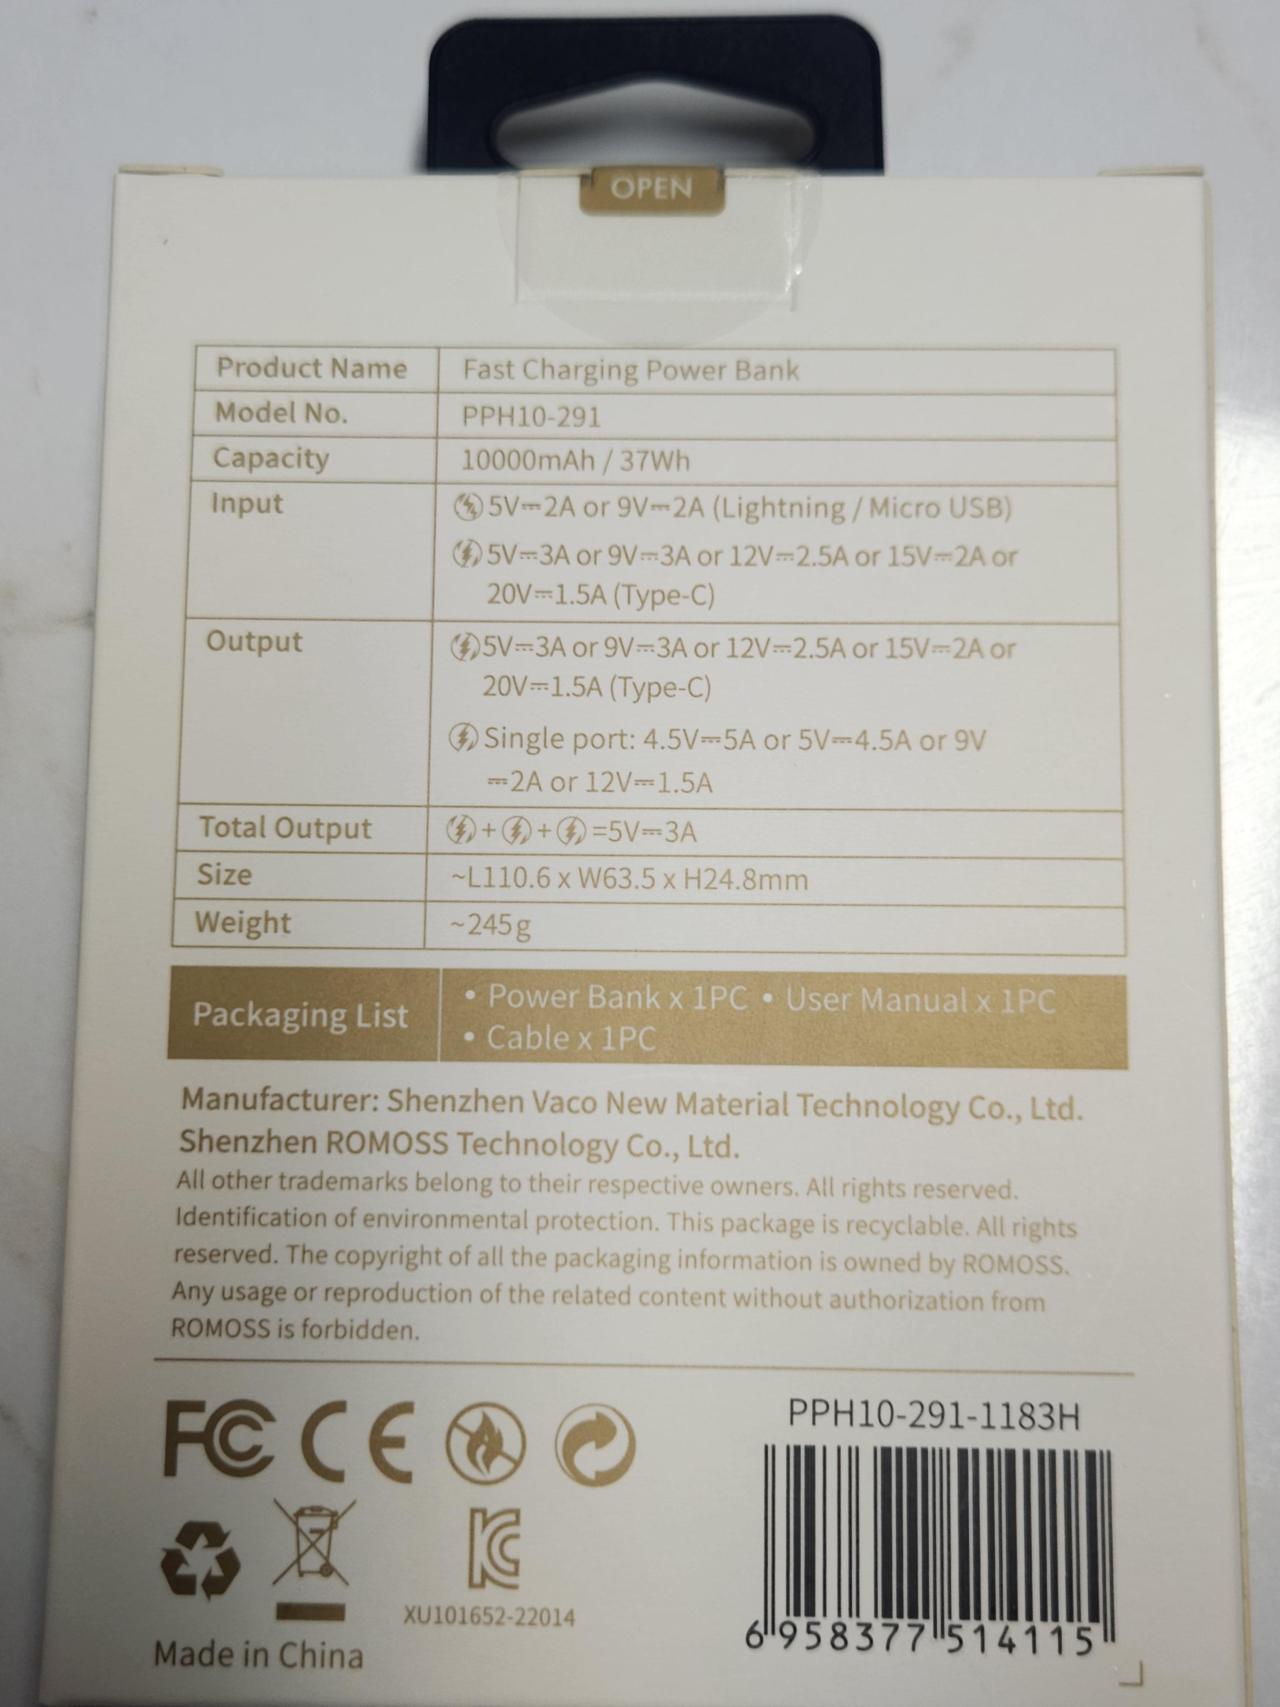 OPEN
Product Name Fast Charging Power Bank
Model No. PPH10-291
Capacity 10000mAh / 37Wh
Input 5V⎓2A or 9V⎓2A (Lightning / Micro USB)
5V⎓3A or 9V⎓3A or 12V⎓2.5A or 15V⎓2A or
20V⎓1.5A (Type-C)
Output 5V⎓3A or 9V⎓3A or 12V⎓2.5A or 15V⎓2A or
20V⎓1.5A (Type-C)
Single port: 4.5V⎓5A or 5V⎓4.5A or 9V
⎓2A or 12V⎓1.5A
Total Output + + =5V⎓3A
Size ~L110.6 x W63.5 x H24.8mm
Weight ~245g
Packaging List • Power Bank x 1PC • User Manual x 1PC
• Cable x 1PC
Manufacturer: Shenzhen Vaco New Material Technology Co., Ltd.
Shenzhen ROMOSS Technology Co., Ltd.
All other trademarks belong to their respective owners. All rights reserved.
Identification of environmental protection. This package is recyclable. All rights
reserved. The copyright of all the packaging information is owned by ROMOSS.
Any usage or reproduction of the related content without authorization from
ROMOSS is forbidden.
FC CE
PPH10-291-1183H
KC
XU101652-22014
6 958377 514115
Made in China